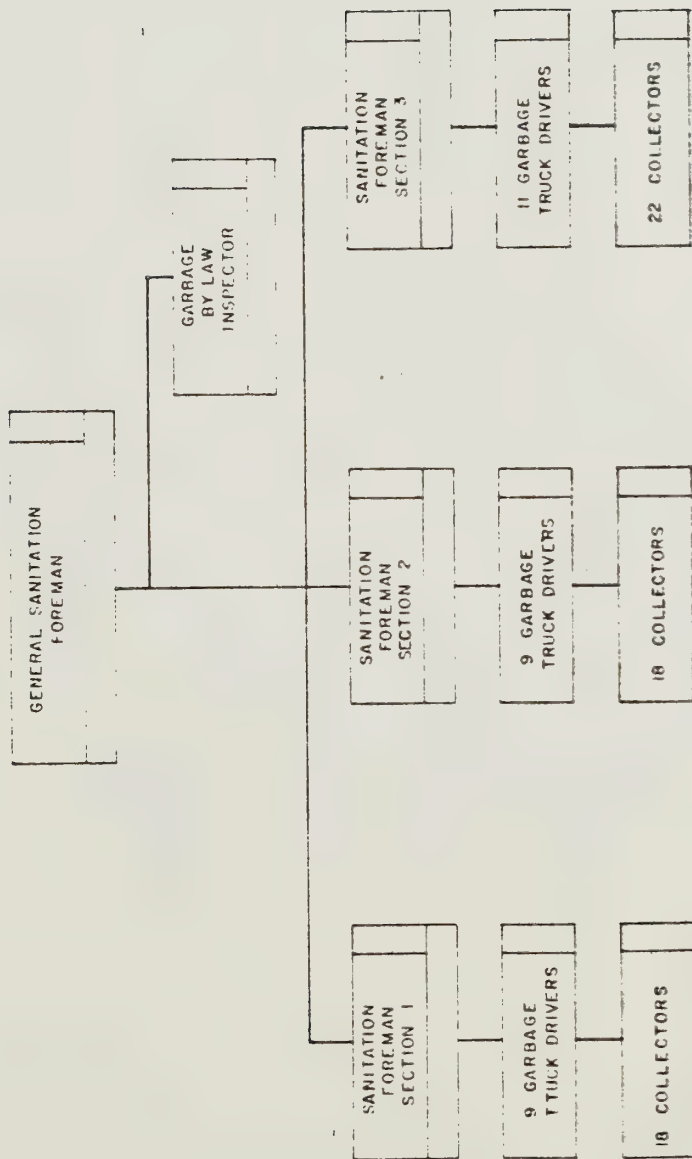 GENERAL SANITATION
FOREMAN
GARBAGE
BY LAW
INSPECTOR
SANITATION
FOREMAN
SECTION 1
9 GARBAGE
TRUCK DRIVERS
18 COLLECTORS
SANITATION
FOREMAN
SECTION 2
9 GARBAGE
TRUCK DRIVERS
18 COLLECTORS
SANITATION
FOREMAN
SECTION 3
11 GARBAGE
TRUCK DRIVERS
22 COLLECTORS